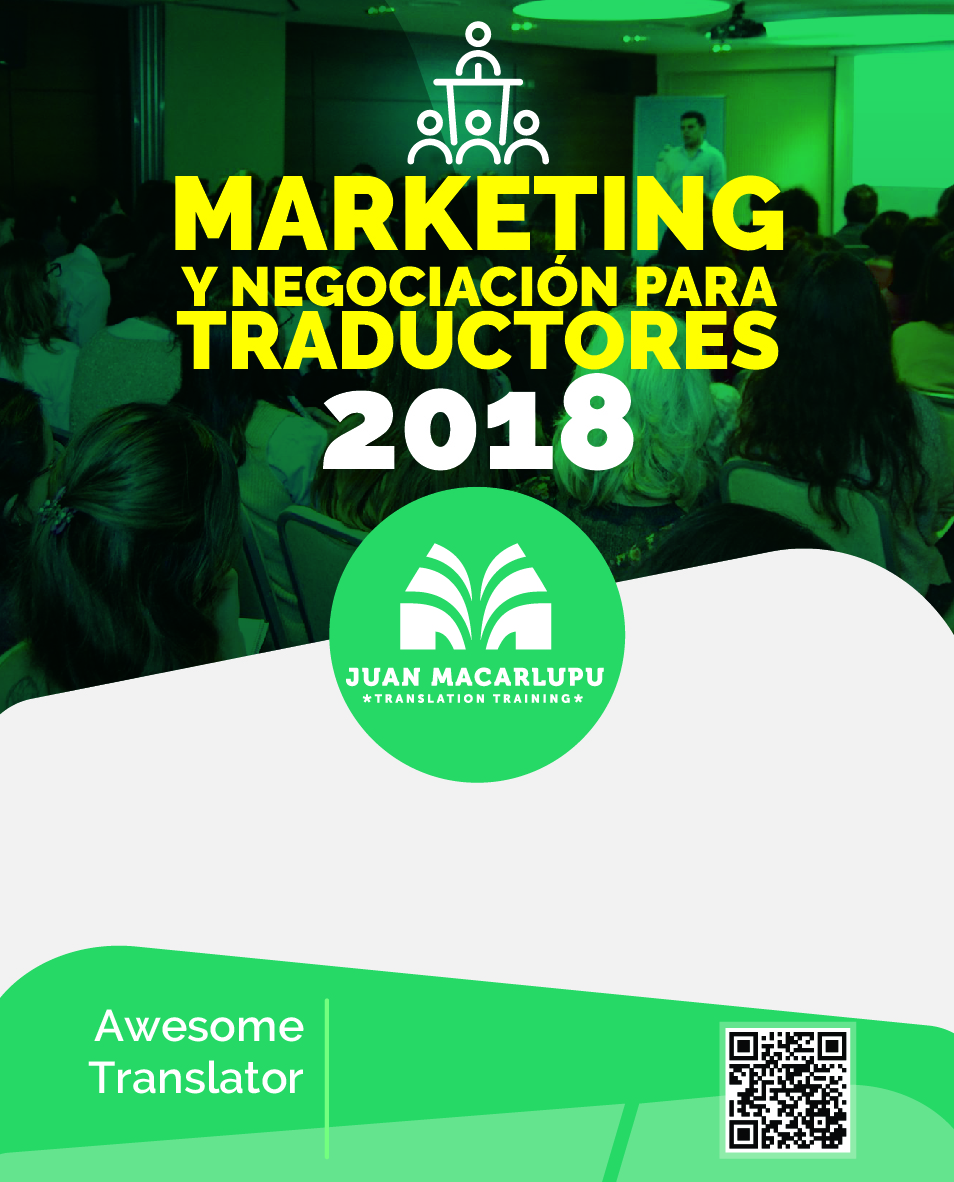 MARKETING
Y NEGOCIACIÓN PARA
TRADUCTORES
2018
JUAN MACARLUPU
★TRANSLATION TRAINING★
Awesome
Translator